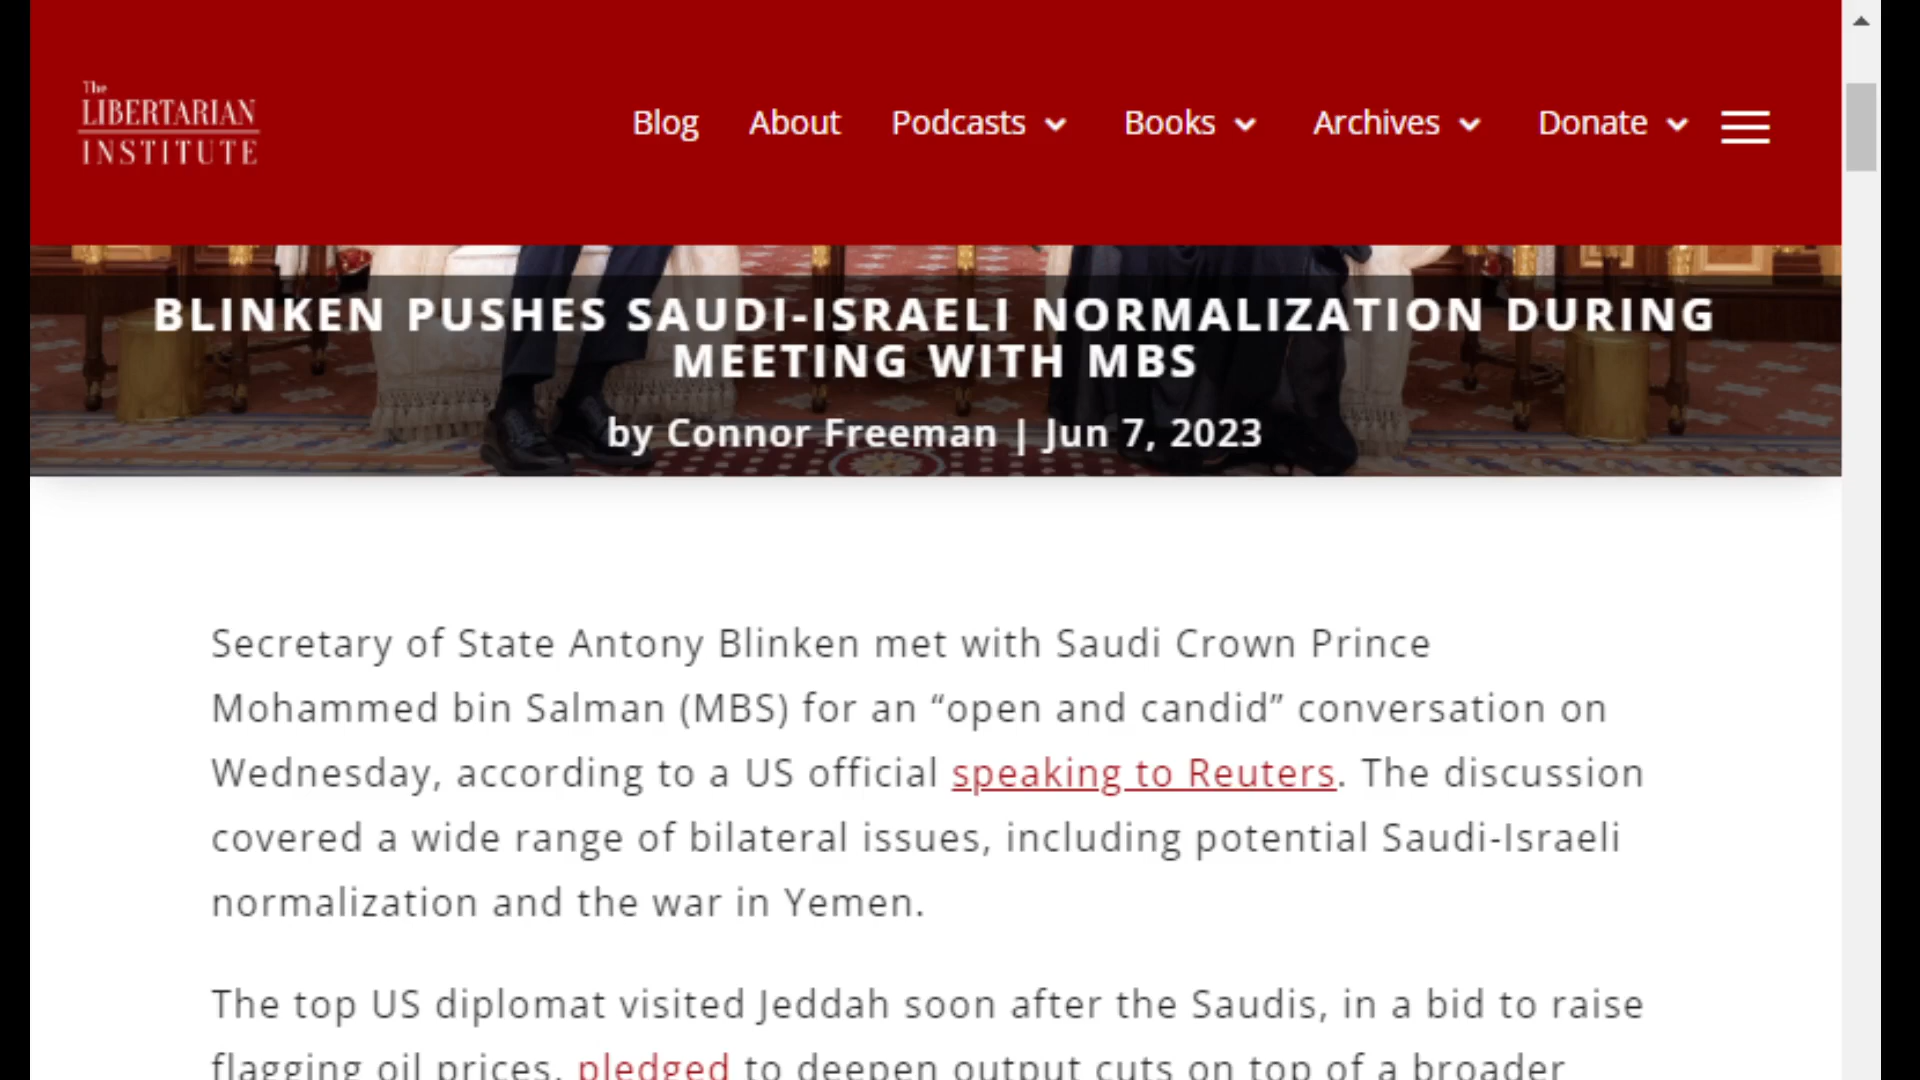 The
LIBERTARIAN
INSTITUTE
Blog About Podcasts Books Archives Donate
BLINKEN PUSHES SAUDI-ISRAELI NORMALIZATION DURING
MEETING WITH MBS
by Connor Freeman | Jun 7, 2023
Secretary of State Antony Blinken met with Saudi Crown Prince
Mohammed bin Salman (MBS) for an “open and candid” conversation on
Wednesday, according to a US official speaking to Reuters. The discussion
covered a wide range of bilateral issues, including potential Saudi-Israeli
normalization and the war in Yemen.
The top US diplomat visited Jeddah soon after the Saudis, in a bid to raise
flagging oil prices, pledged to deepen output cuts on top of a broader